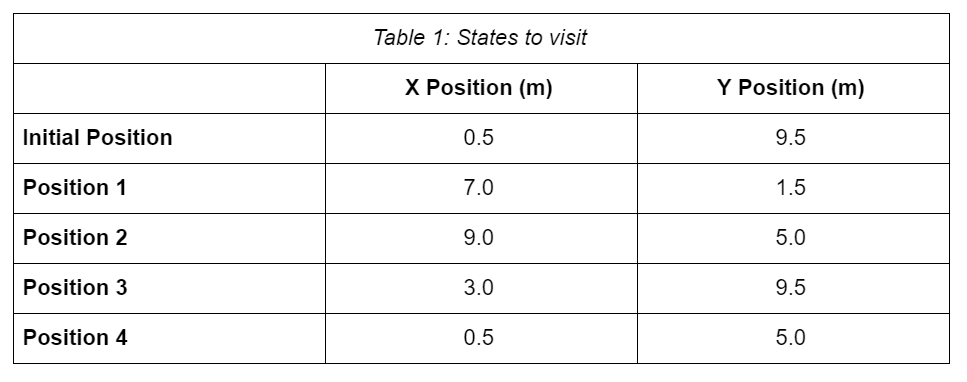 Table 1: States to visit
X Position (m) Y Position (m)
Initial Position 0.5 9.5
Position 1 7.0 1.5
Position 2 9.0 5.0
Position 3 3.0 9.5
Position 4 0.5 5.0